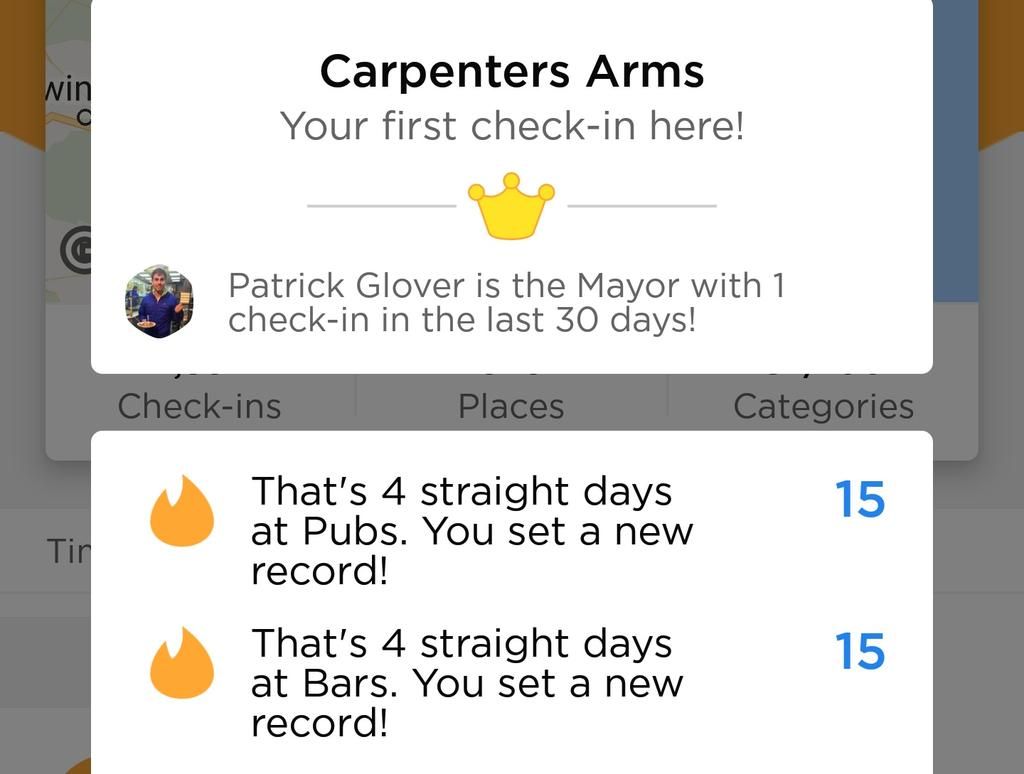 Carpenters Arms
Your first check-in here!
Patrick Glover is the Mayor with 1
check-in in the last 30 days!
Check-ins
Places
Categories
That's 4 straight days
at Pubs. You set a new
record!
15
That's 4 straight days
at Bars. You set a new
record!
15